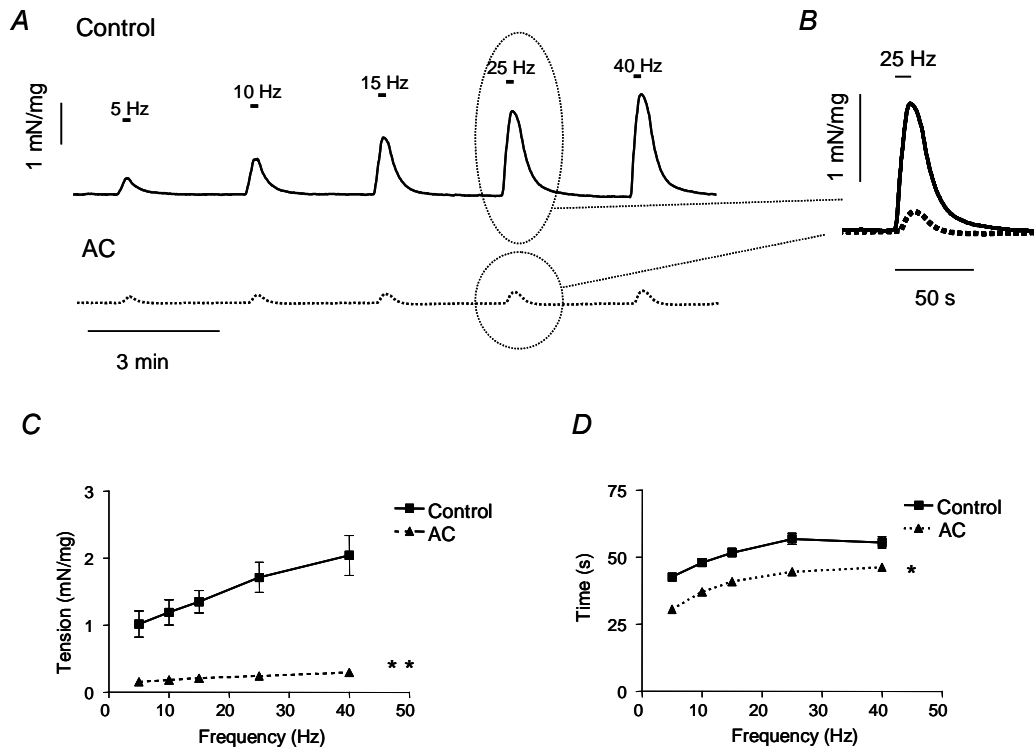 A
Control
B
5 Hz
10 Hz
15 Hz
25 Hz
40 Hz
25 Hz
1 mN/mg
1 mN/mg
AC
3 min
50 s
C
D
3
2
1
0
Tension (mN/mg)
Control
AC
* *
0 10 20 30 40 50
Frequency (Hz)
75
50
25
0
Time (s)
Control
AC
*
0 10 20 30 40 50
Frequency (Hz)